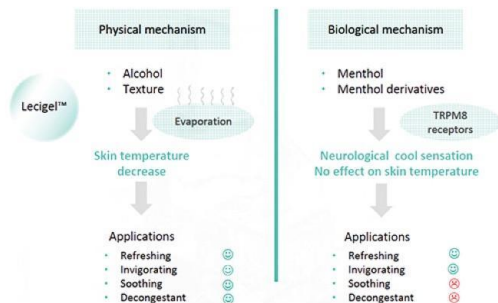 Physical mechanism
• Alcohol
• Texture
Lecigel™
Evaporation
Skin temperature
decrease
Applications
• Refreshing
• Invigorating
• Soothing
• Decongestant
Biological mechanism
• Menthol
• Menthol derivatives
TRPM8
receptors
Neurological cool sensation
No effect on skin temperature
Applications
• Refreshing
• Invigorating
• Soothing
• Decongestant